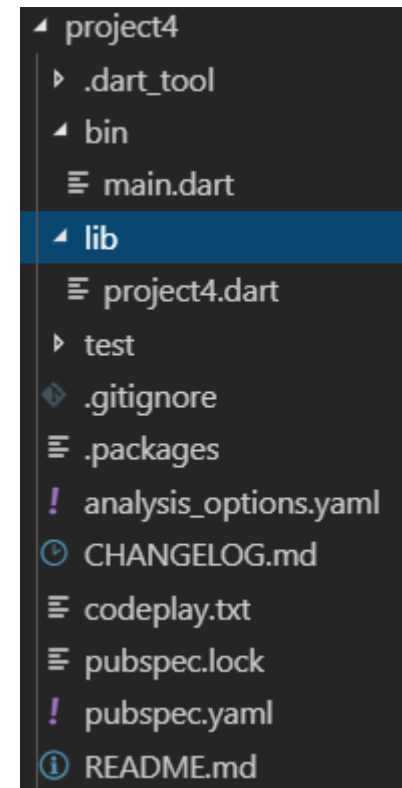 project4
.dart_tool
bin
main.dart
lib
project4.dart
test
.gitignore
.packages
! analysis_options.yaml
CHANGELOG.md
codeplay.txt
pubspec.lock
! pubspec.yaml
README.md